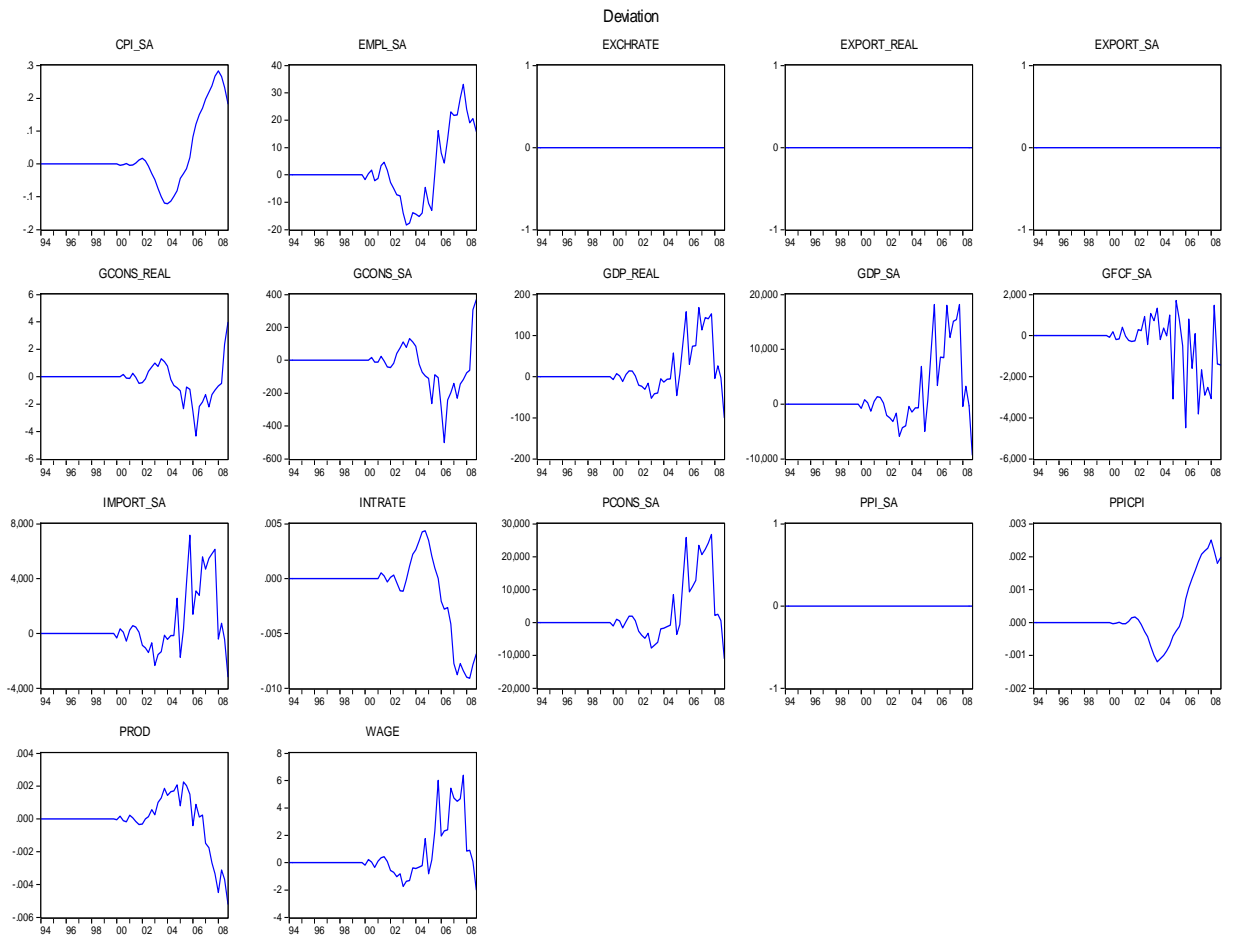 Deviation
CPI_SA
.3
.2
.1
.0
-.1
-.2
94 96 98 00 02 04 06 08
EMPL_SA
40
30
20
10
0
-10
-20
94 96 98 00 02 04 06 08
EXCHRATE
1
0
-1
94 96 98 00 02 04 06 08
EXPORT_REAL
1
0
-1
94 96 98 00 02 04 06 08
EXPORT_SA
1
0
-1
94 96 98 00 02 04 06 08
GCONS_REAL
6
4
2
0
-2
-4
-6
94 96 98 00 02 04 06 08
GCONS_SA
400
200
0
-200
-400
-600
94 96 98 00 02 04 06 08
GDP_REAL
200
100
0
-100
-200
94 96 98 00 02 04 06 08
GDP_SA
20,000
10,000
0
-10,000
94 96 98 00 02 04 06 08
GFCF_SA
2,000
0
-2,000
-4,000
-6,000
94 96 98 00 02 04 06 08
IMPORT_SA
8,000
4,000
0
-4,000
94 96 98 00 02 04 06 08
INTRATE
.005
.000
-.005
-.010
94 96 98 00 02 04 06 08
PCONS_SA
30,000
20,000
10,000
0
-10,000
-20,000
94 96 98 00 02 04 06 08
PPI_SA
1
0
-1
94 96 98 00 02 04 06 08
PPICPI
.003
.002
.001
.000
-.001
-.002
94 96 98 00 02 04 06 08
PROD
.004
.002
.000
-.002
-.004
-.006
94 96 98 00 02 04 06 08
WAGE
8
6
4
2
0
-2
-4
94 96 98 00 02 04 06 08